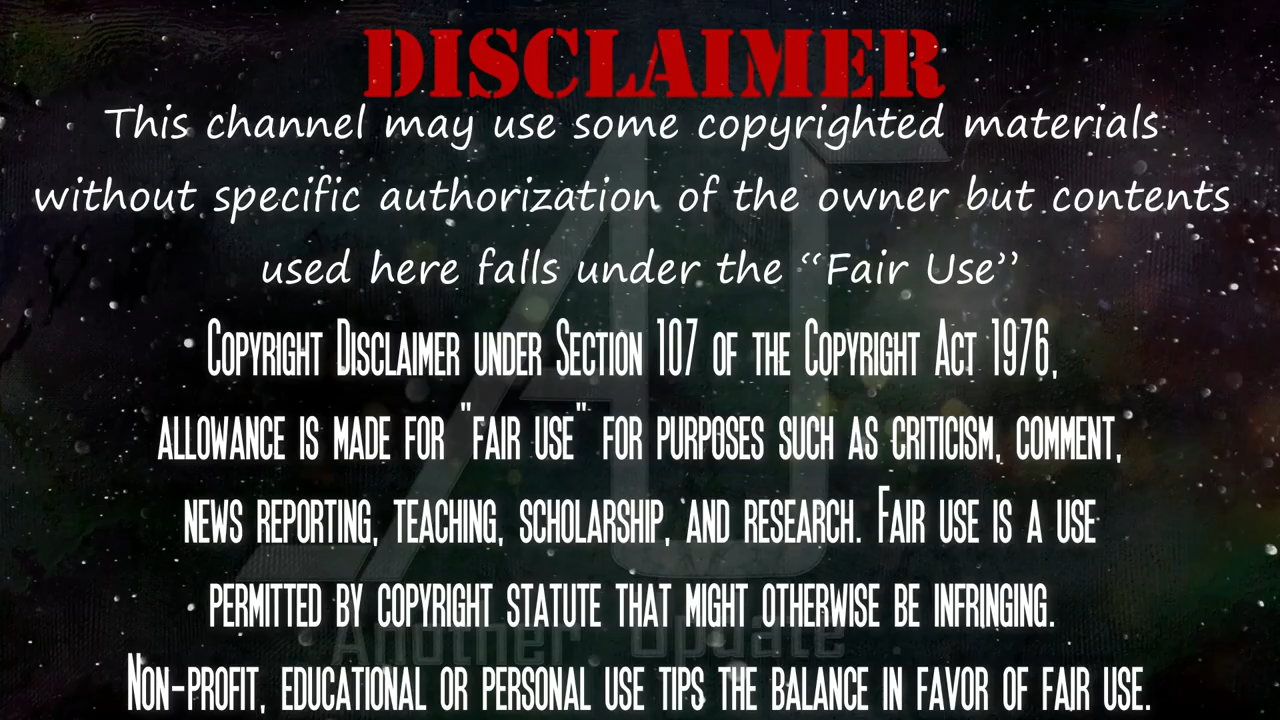 DISCLAIMER
This channel may use some copyrighted materials
without specific authorization of the owner but contents
used here falls under the “Fair Use”
Copyright Disclaimer under Section 107 of the Copyright Act 1976,
allowance is made for "fair use" for purposes such as criticism, comment,
news reporting, teaching, scholarship, and research. Fair use is a use
permitted by copyright statute that might otherwise be infringing.
Another Update
Non-profit, educational or personal use tips the balance in favor of fair use.